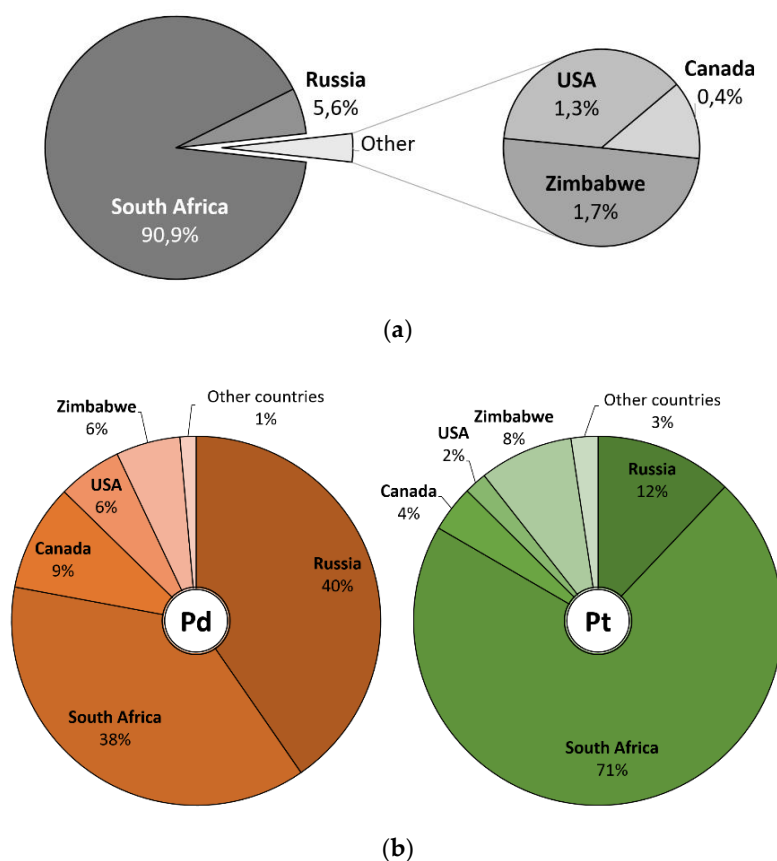 Russia
5,6%
Other
South Africa
90,9%
USA
1,3%
Canada
0,4%
Zimbabwe
1,7%
(a)
Zimbabwe
6%
Other countries
1%
USA
6%
Canada
9%
Russia
40%
Pd
South Africa
38%
Other countries
3%
Zimbabwe
8%
USA
2%
Canada
4%
Russia
12%
Pt
South Africa
71%
(b)